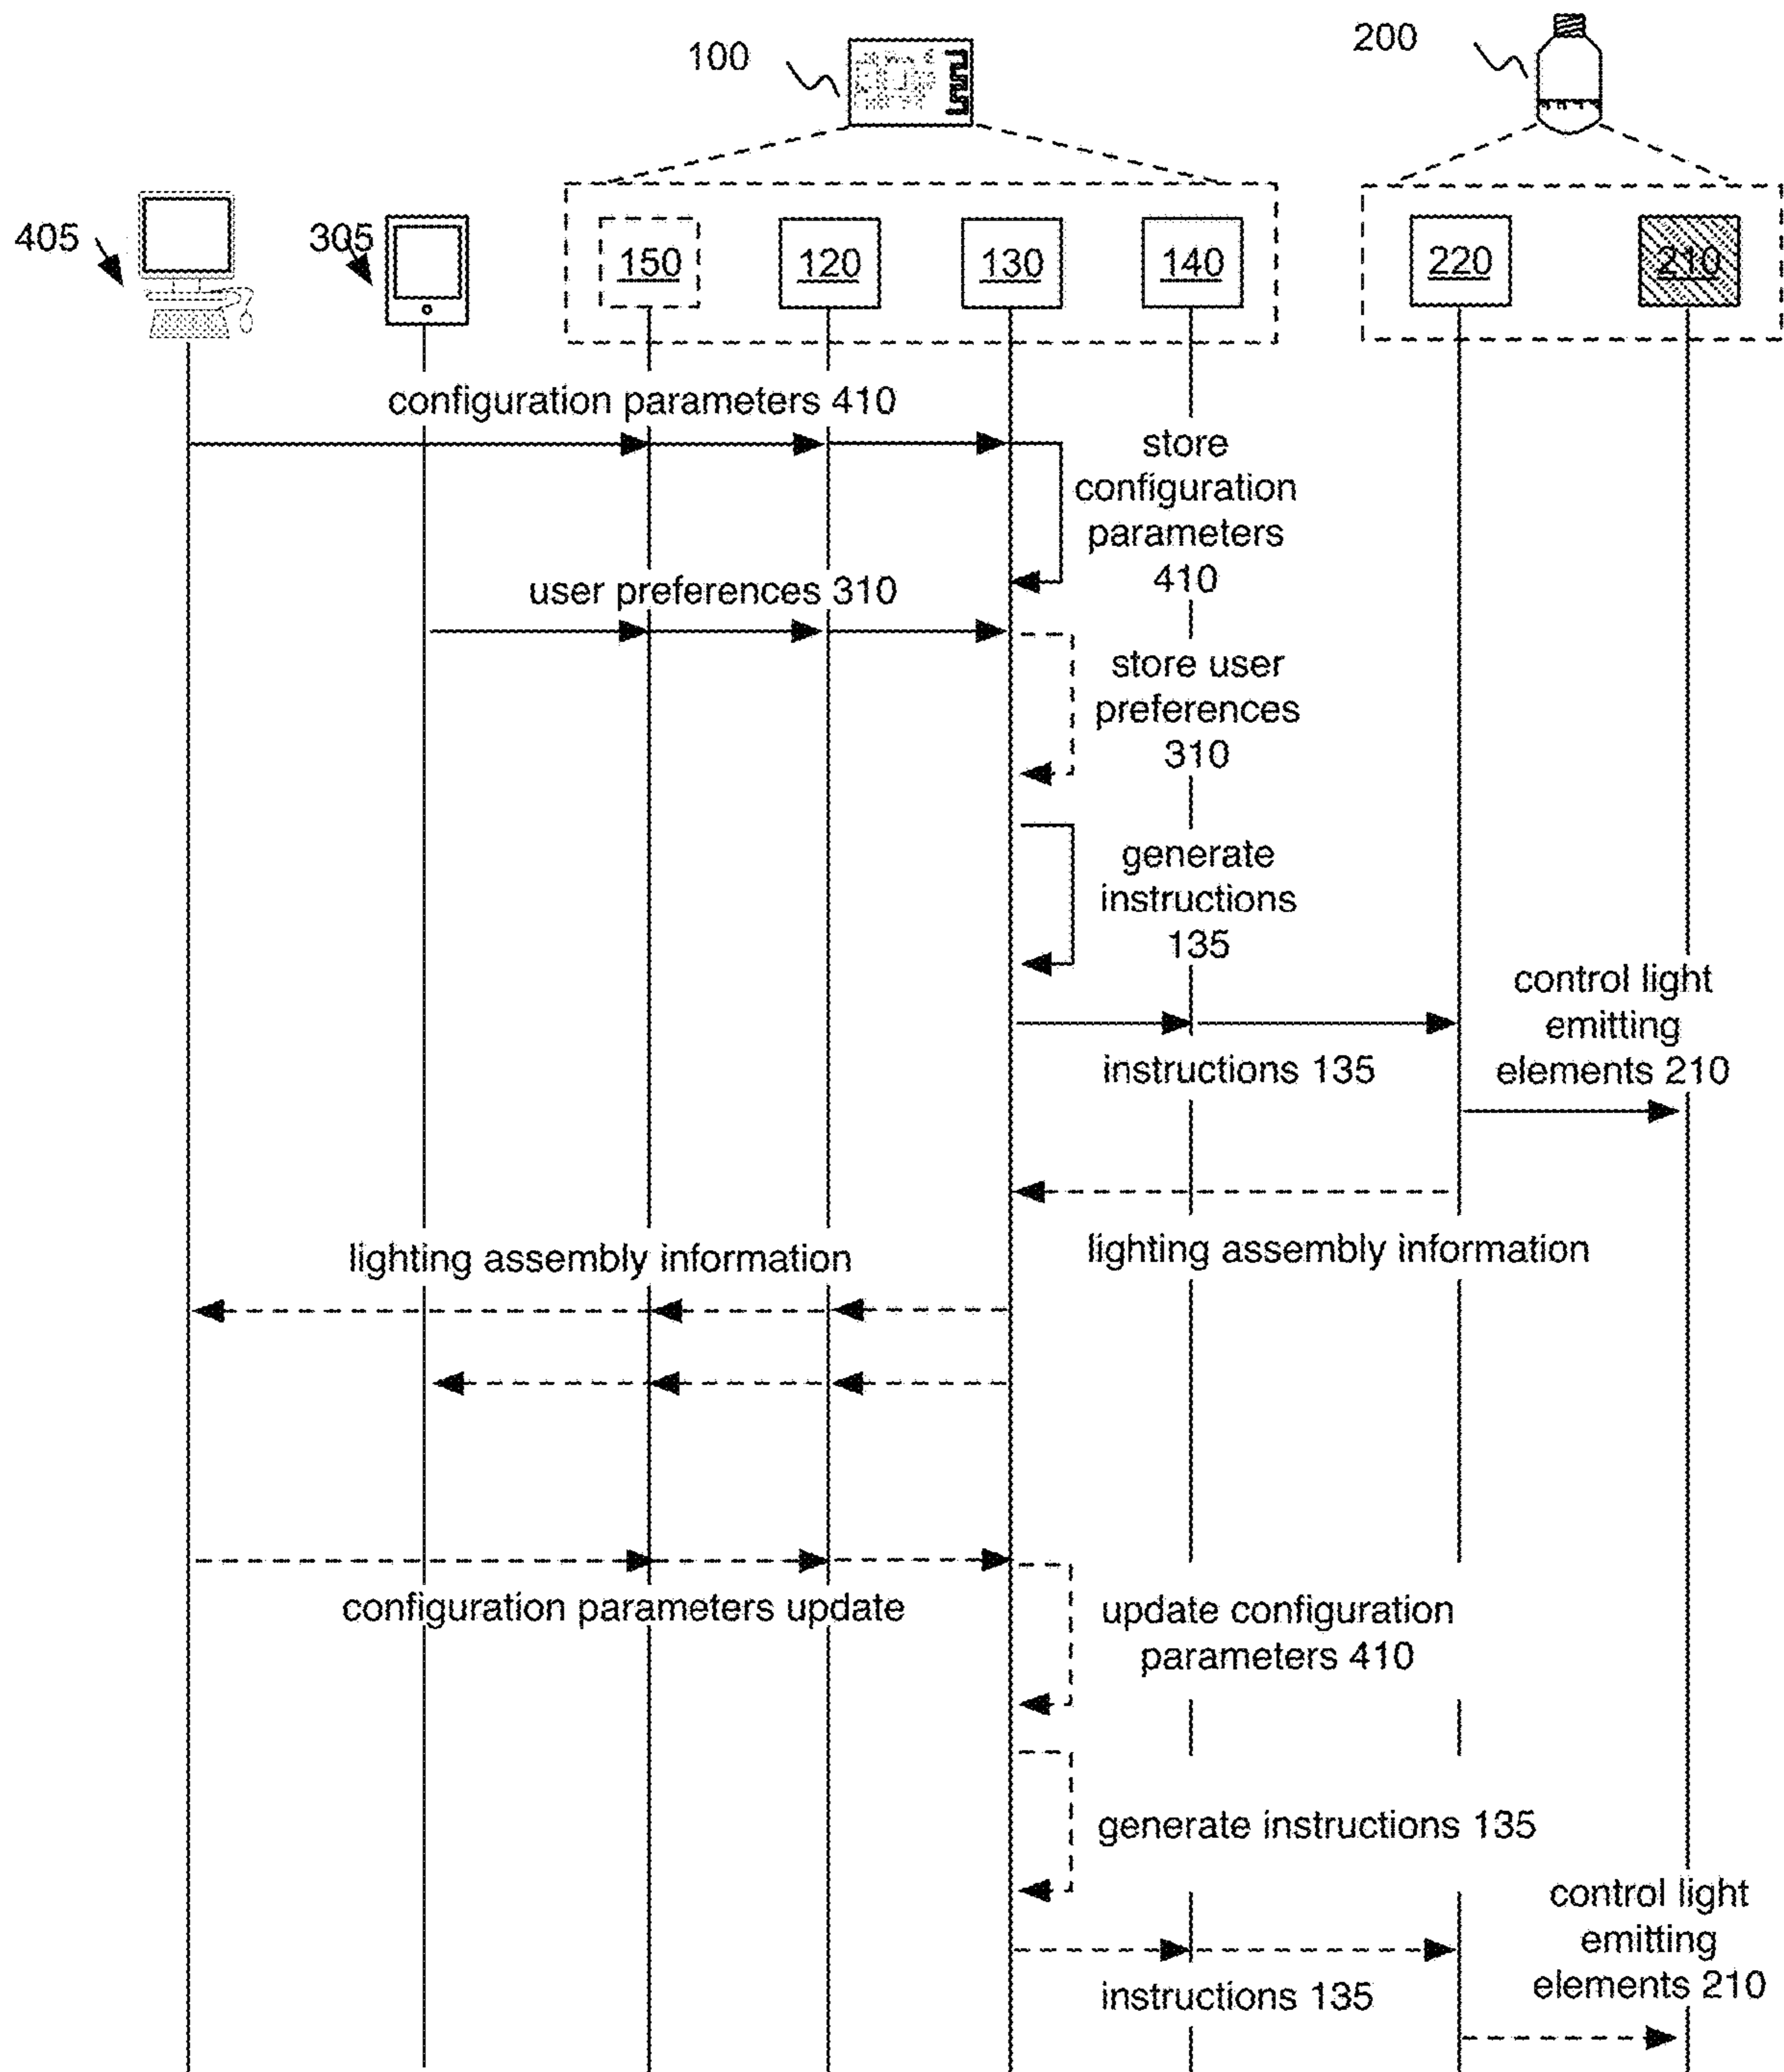 100
200
405
305
150
120
130
140
220
210
configuration parameters 410
store
configuration
parameters
410
user preferences 310
store user
preferences
310
generate
instructions
135
control light
emitting
elements 210
instructions 135
lighting assembly information
lighting assembly information
configuration parameters update
update configuration
parameters 410
generate instructions 135
control light
emitting
elements 210
instructions 135